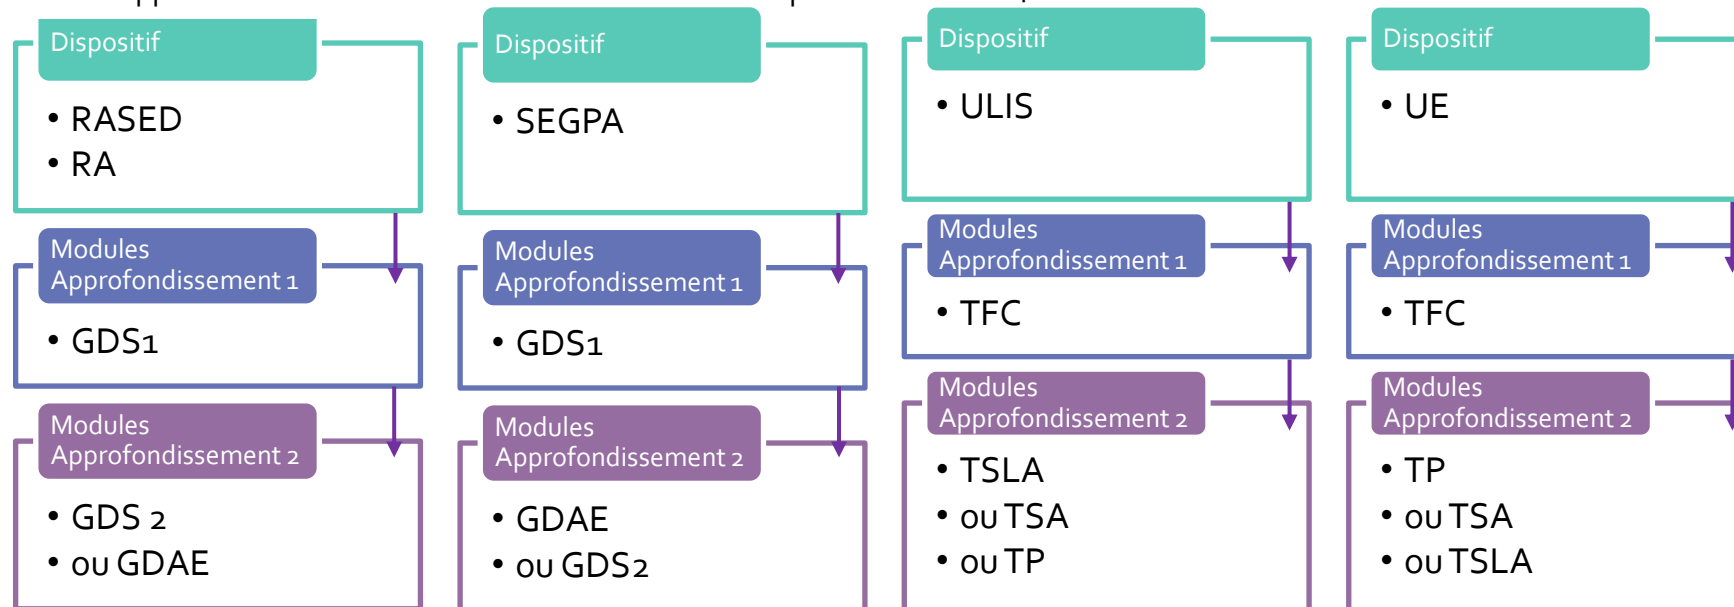 Dispositif
• RASED
• RA
Modules
Approfondissement 1
• GDS1
Modules
Approfondissement 2
• GDS 2
• ou GDAE
Dispositif
• SEGPA
Modules
Approfondissement 1
• GDS1
Modules
Approfondissement 2
• GDAE
• ou GDS2
Dispositif
• ULIS
Modules
Approfondissement 1
• TFC
Modules
Approfondissement 2
• TSLA
• ou TSA
• ou TP
Dispositif
• UE
Modules
Approfondissement 1
• TFC
Modules
Approfondissement 2
• TP
• ou TSA
• ou TSLA